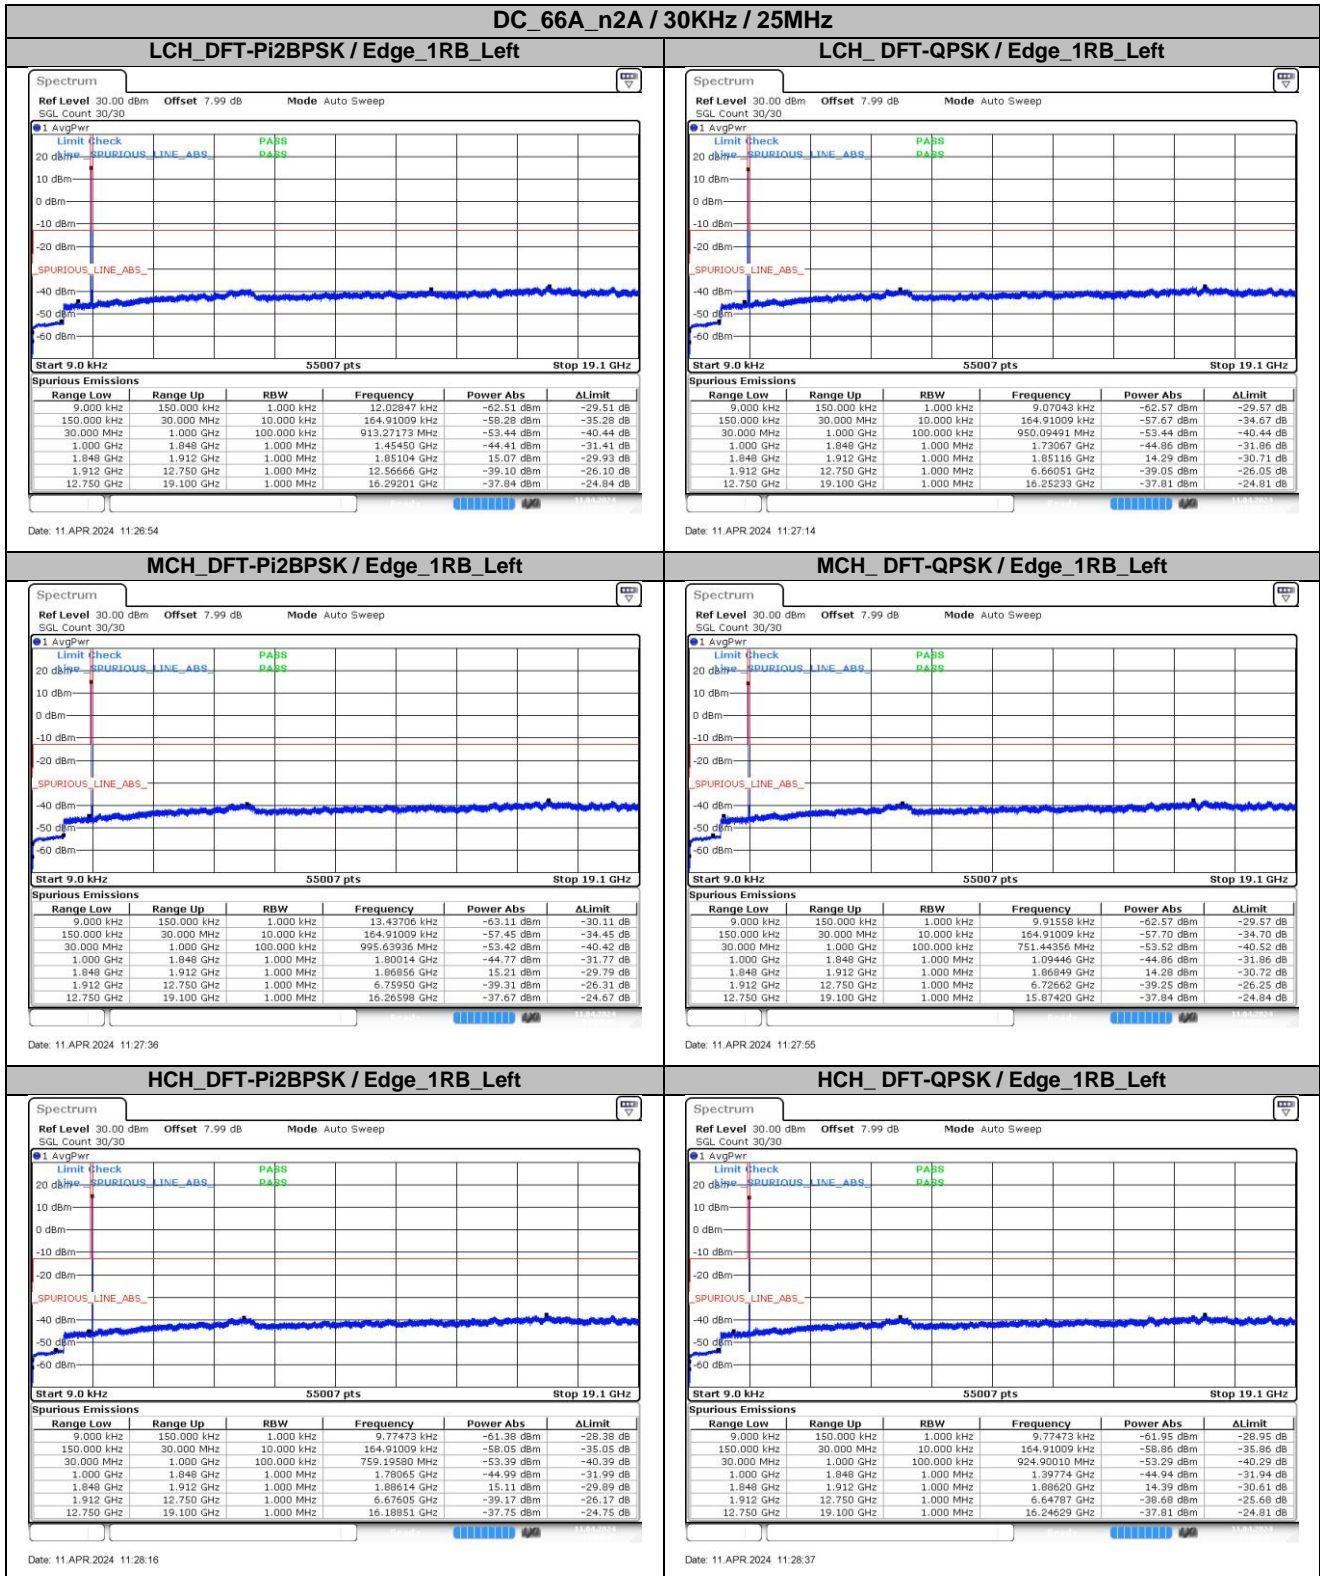 DC_66A_n2A / 30KHz / 25MHz
LCH_DFT-Pi2BPSK / Edge_1RB_Left
Spectrum
Ref Level 30.00 dBm Offset 7.99 dB Mode Auto Sweep
SGL Count 30/30
1 AvgPwr
Limit Check PASS
Line _SPURIOUS_LINE_ABS_ PASS
20 dBm
10 dBm
0 dBm
-10 dBm
-20 dBm
_SPURIOUS_LINE_ABS_
-40 dBm
-50 dBm
-60 dBm
Start 9.0 kHz 55007 pts Stop 19.1 GHz
Spurious Emissions
Range Low Range Up RBW Frequency Power Abs ΔLimit
9.000 kHz 150.000 kHz 1.000 kHz 12.02847 kHz -62.51 dBm -29.51 dB
150.000 kHz 30.000 MHz 10.000 kHz 164.91009 kHz -58.28 dBm -35.28 dB
30.000 MHz 1.000 GHz 100.000 kHz 913.27173 MHz -53.44 dBm -40.44 dB
1.000 GHz 1.848 GHz 1.000 MHz 1.45450 GHz -44.41 dBm -31.41 dB
1.848 GHz 1.912 GHz 1.000 MHz 1.85104 GHz 15.07 dBm -29.93 dB
1.912 GHz 12.750 GHz 1.000 MHz 12.56666 GHz -39.10 dBm -26.10 dB
12.750 GHz 19.100 GHz 1.000 MHz 16.29201 GHz -37.84 dBm -24.84 dB
Date: 11.APR.2024 11:26:54
LCH_ DFT-QPSK / Edge_1RB_Left
Spectrum
Ref Level 30.00 dBm Offset 7.99 dB Mode Auto Sweep
SGL Count 30/30
1 AvgPwr
Limit Check PASS
Line _SPURIOUS_LINE_ABS_ PASS
20 dBm
10 dBm
0 dBm
-10 dBm
-20 dBm
_SPURIOUS_LINE_ABS_
-40 dBm
-50 dBm
-60 dBm
Start 9.0 kHz 55007 pts Stop 19.1 GHz
Spurious Emissions
Range Low Range Up RBW Frequency Power Abs ΔLimit
9.000 kHz 150.000 kHz 1.000 kHz 9.07043 kHz -62.57 dBm -29.57 dB
150.000 kHz 30.000 MHz 10.000 kHz 164.91009 kHz -57.67 dBm -34.67 dB
30.000 MHz 1.000 GHz 100.000 kHz 950.09491 MHz -53.44 dBm -40.44 dB
1.000 GHz 1.848 GHz 1.000 MHz 1.73067 GHz -44.86 dBm -31.86 dB
1.848 GHz 1.912 GHz 1.000 MHz 1.85116 GHz 14.29 dBm -30.71 dB
1.912 GHz 12.750 GHz 1.000 MHz 6.66051 GHz -39.05 dBm -26.05 dB
12.750 GHz 19.100 GHz 1.000 MHz 16.25233 GHz -37.81 dBm -24.81 dB
Date: 11.APR.2024 11:27:14
MCH_DFT-Pi2BPSK / Edge_1RB_Left
Spectrum
Ref Level 30.00 dBm Offset 7.99 dB Mode Auto Sweep
SGL Count 30/30
1 AvgPwr
Limit Check PASS
Line _SPURIOUS_LINE_ABS_ PASS
20 dBm
10 dBm
0 dBm
-10 dBm
-20 dBm
_SPURIOUS_LINE_ABS_
-40 dBm
-50 dBm
-60 dBm
Start 9.0 kHz 55007 pts Stop 19.1 GHz
Spurious Emissions
Range Low Range Up RBW Frequency Power Abs ΔLimit
9.000 kHz 150.000 kHz 1.000 kHz 13.43706 kHz -63.11 dBm -30.11 dB
150.000 kHz 30.000 MHz 10.000 kHz 164.91009 kHz -57.45 dBm -34.45 dB
30.000 MHz 1.000 GHz 100.000 kHz 995.63936 MHz -53.42 dBm -40.42 dB
1.000 GHz 1.848 GHz 1.000 MHz 1.80014 GHz -44.77 dBm -31.77 dB
1.848 GHz 1.912 GHz 1.000 MHz 1.86856 GHz 15.21 dBm -29.79 dB
1.912 GHz 12.750 GHz 1.000 MHz 6.75950 GHz -39.31 dBm -26.31 dB
12.750 GHz 19.100 GHz 1.000 MHz 16.26598 GHz -37.67 dBm -24.67 dB
Date: 11.APR.2024 11:27:36
MCH_ DFT-QPSK / Edge_1RB_Left
Spectrum
Ref Level 30.00 dBm Offset 7.99 dB Mode Auto Sweep
SGL Count 30/30
1 AvgPwr
Limit Check PASS
Line _SPURIOUS_LINE_ABS_ PASS
20 dBm
10 dBm
0 dBm
-10 dBm
-20 dBm
_SPURIOUS_LINE_ABS_
-40 dBm
-50 dBm
-60 dBm
Start 9.0 kHz 55007 pts Stop 19.1 GHz
Spurious Emissions
Range Low Range Up RBW Frequency Power Abs ΔLimit
9.000 kHz 150.000 kHz 1.000 kHz 9.91558 kHz -62.57 dBm -29.57 dB
150.000 kHz 30.000 MHz 10.000 kHz 164.91009 kHz -57.70 dBm -34.70 dB
30.000 MHz 1.000 GHz 100.000 kHz 751.44356 MHz -53.52 dBm -40.52 dB
1.000 GHz 1.848 GHz 1.000 MHz 1.09446 GHz -44.86 dBm -31.86 dB
1.848 GHz 1.912 GHz 1.000 MHz 1.86849 GHz 14.28 dBm -30.72 dB
1.912 GHz 12.750 GHz 1.000 MHz 6.72662 GHz -39.25 dBm -26.25 dB
12.750 GHz 19.100 GHz 1.000 MHz 15.87420 GHz -37.84 dBm -24.84 dB
Date: 11.APR.2024 11:27:55
HCH_DFT-Pi2BPSK / Edge_1RB_Left
Spectrum
Ref Level 30.00 dBm Offset 7.99 dB Mode Auto Sweep
SGL Count 30/30
1 AvgPwr
Limit Check PASS
Line _SPURIOUS_LINE_ABS_ PASS
20 dBm
10 dBm
0 dBm
-10 dBm
-20 dBm
_SPURIOUS_LINE_ABS_
-40 dBm
-50 dBm
-60 dBm
Start 9.0 kHz 55007 pts Stop 19.1 GHz
Spurious Emissions
Range Low Range Up RBW Frequency Power Abs ΔLimit
9.000 kHz 150.000 kHz 1.000 kHz 9.77473 kHz -61.38 dBm -28.38 dB
150.000 kHz 30.000 MHz 10.000 kHz 164.91009 kHz -58.05 dBm -35.05 dB
30.000 MHz 1.000 GHz 100.000 kHz 759.19580 MHz -53.39 dBm -40.39 dB
1.000 GHz 1.848 GHz 1.000 MHz 1.78065 GHz -44.99 dBm -31.99 dB
1.848 GHz 1.912 GHz 1.000 MHz 1.88614 GHz 15.11 dBm -29.89 dB
1.912 GHz 12.750 GHz 1.000 MHz 6.67605 GHz -39.17 dBm -26.17 dB
12.750 GHz 19.100 GHz 1.000 MHz 16.18851 GHz -37.75 dBm -24.75 dB
Date: 11.APR.2024 11:28:16
HCH_ DFT-QPSK / Edge_1RB_Left
Spectrum
Ref Level 30.00 dBm Offset 7.99 dB Mode Auto Sweep
SGL Count 30/30
1 AvgPwr
Limit Check PASS
Line _SPURIOUS_LINE_ABS_ PASS
20 dBm
10 dBm
0 dBm
-10 dBm
-20 dBm
_SPURIOUS_LINE_ABS_
-40 dBm
-50 dBm
-60 dBm
Start 9.0 kHz 55007 pts Stop 19.1 GHz
Spurious Emissions
Range Low Range Up RBW Frequency Power Abs ΔLimit
9.000 kHz 150.000 kHz 1.000 kHz 9.77473 kHz -61.95 dBm -28.95 dB
150.000 kHz 30.000 MHz 10.000 kHz 164.91009 kHz -58.86 dBm -35.86 dB
30.000 MHz 1.000 GHz 100.000 kHz 924.90010 MHz -53.29 dBm -40.29 dB
1.000 GHz 1.848 GHz 1.000 MHz 1.39774 GHz -44.94 dBm -31.94 dB
1.848 GHz 1.912 GHz 1.000 MHz 1.88620 GHz 14.39 dBm -30.61 dB
1.912 GHz 12.750 GHz 1.000 MHz 6.64787 GHz -38.68 dBm -25.68 dB
12.750 GHz 19.100 GHz 1.000 MHz 16.24629 GHz -37.81 dBm -24.81 dB
Date: 11.APR.2024 11:28:37